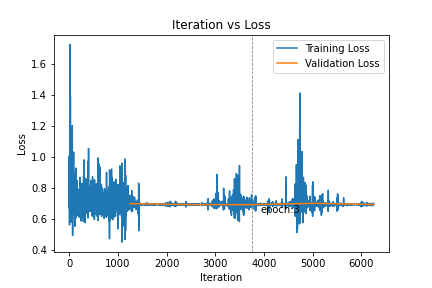 Iteration vs Loss
Training Loss
Validation Loss
1.6
1.4
1.2
1.0
0.8
0.6
0.4
Loss
epoch:3
0 1000 2000 3000 4000 5000 6000
Iteration